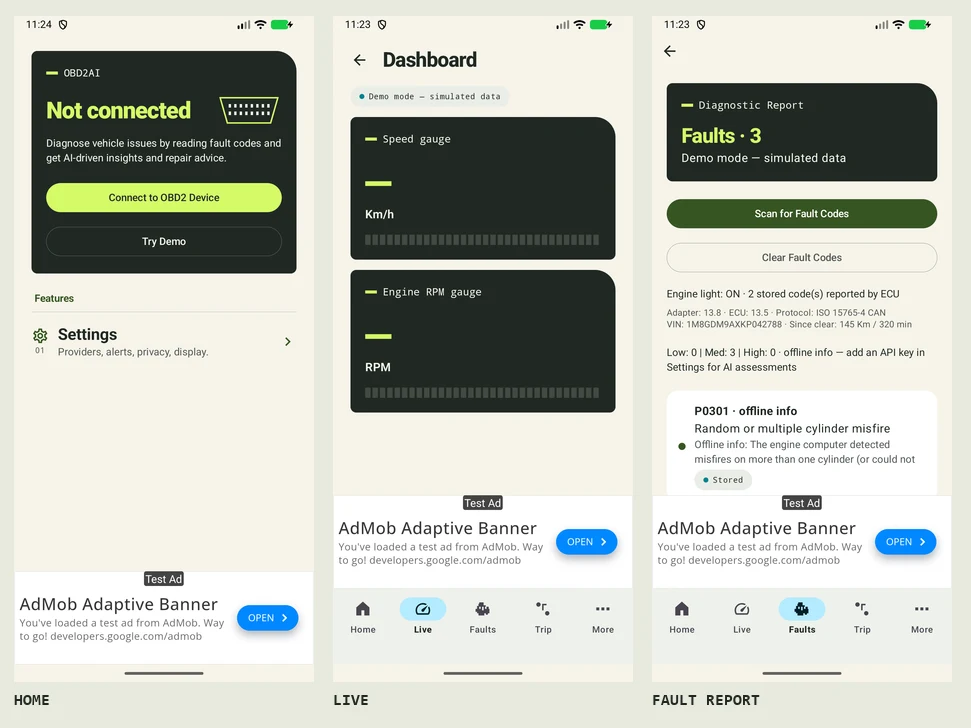 11:24
OBD2AI
Not connected
Diagnose vehicle issues by reading fault codes and
get AI-driven insights and repair advice.
Connect to OBD2 Device
Try Demo
Features
Settings
01
Providers, alerts, privacy, display.
Test Ad
AdMob Adaptive Banner
You've loaded a test ad from AdMob. Way
to go! developers.google.com/admob
OPEN
HOME
11:23
Dashboard
Demo mode — simulated data
Speed gauge
Km/h
Engine RPM gauge
RPM
Test Ad
AdMob Adaptive Banner
You've loaded a test ad from AdMob. Way
to go! developers.google.com/admob
OPEN
Home Live Faults Trip More
LIVE
11:23
Diagnostic Report
Faults · 3
Demo mode — simulated data
Scan for Fault Codes
Clear Fault Codes
Engine light: ON · 2 stored code(s) reported by ECU
Adapter: 13.8 · ECU: 13.5 · Protocol: ISO 15765-4 CAN
VIN: 1M8GDM9AXKP042788 · Since clear: 145 Km / 320 min
Low: 0 | Med: 3 | High: 0 · offline info — add an API key in
Settings for AI assessments
P0301 · offline info
Random or multiple cylinder misfire
Offline info: The engine computer detected
misfires on more than one cylinder (or could not
Stored
Test Ad
AdMob Adaptive Banner
You've loaded a test ad from AdMob. Way
to go! developers.google.com/admob
OPEN
Home Live Faults Trip More
FAULT REPORT